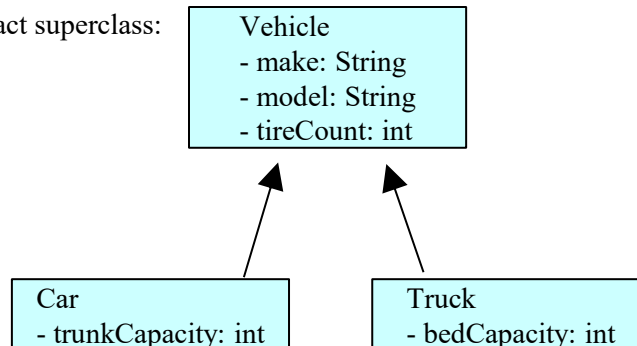 act superclass:
Vehicle
- make: String
- model: String
- tireCount: int
Car
- trunkCapacity: int
Truck
- bedCapacity: int